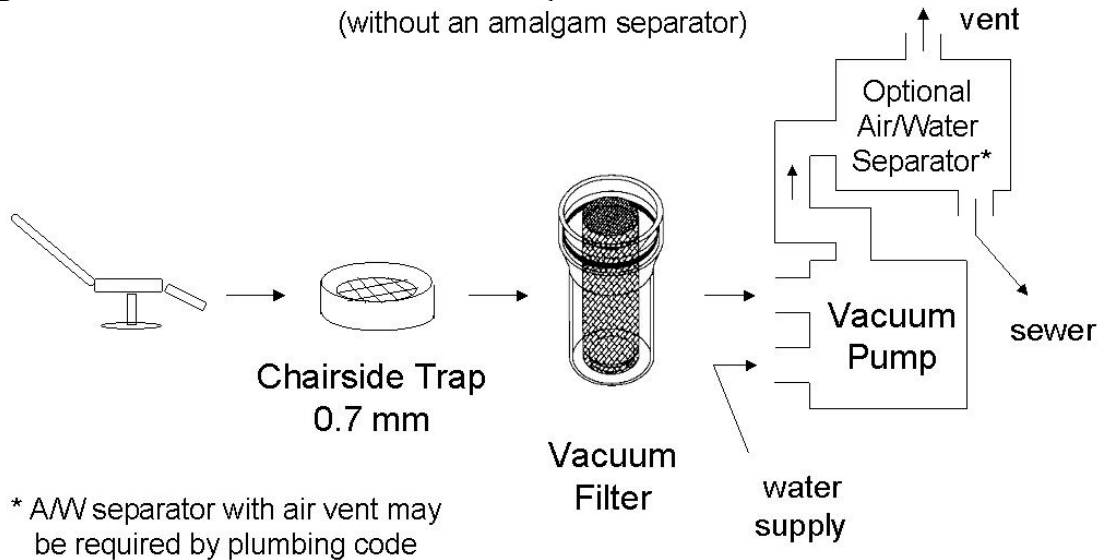 (without an amalgam separator)
vent
Optional
Air/Water
Separator*
Vacuum
Pump
sewer
Chairside Trap
0.7 mm
Vacuum
Filter
water
supply
* A/W separator with air vent may
be required by plumbing code